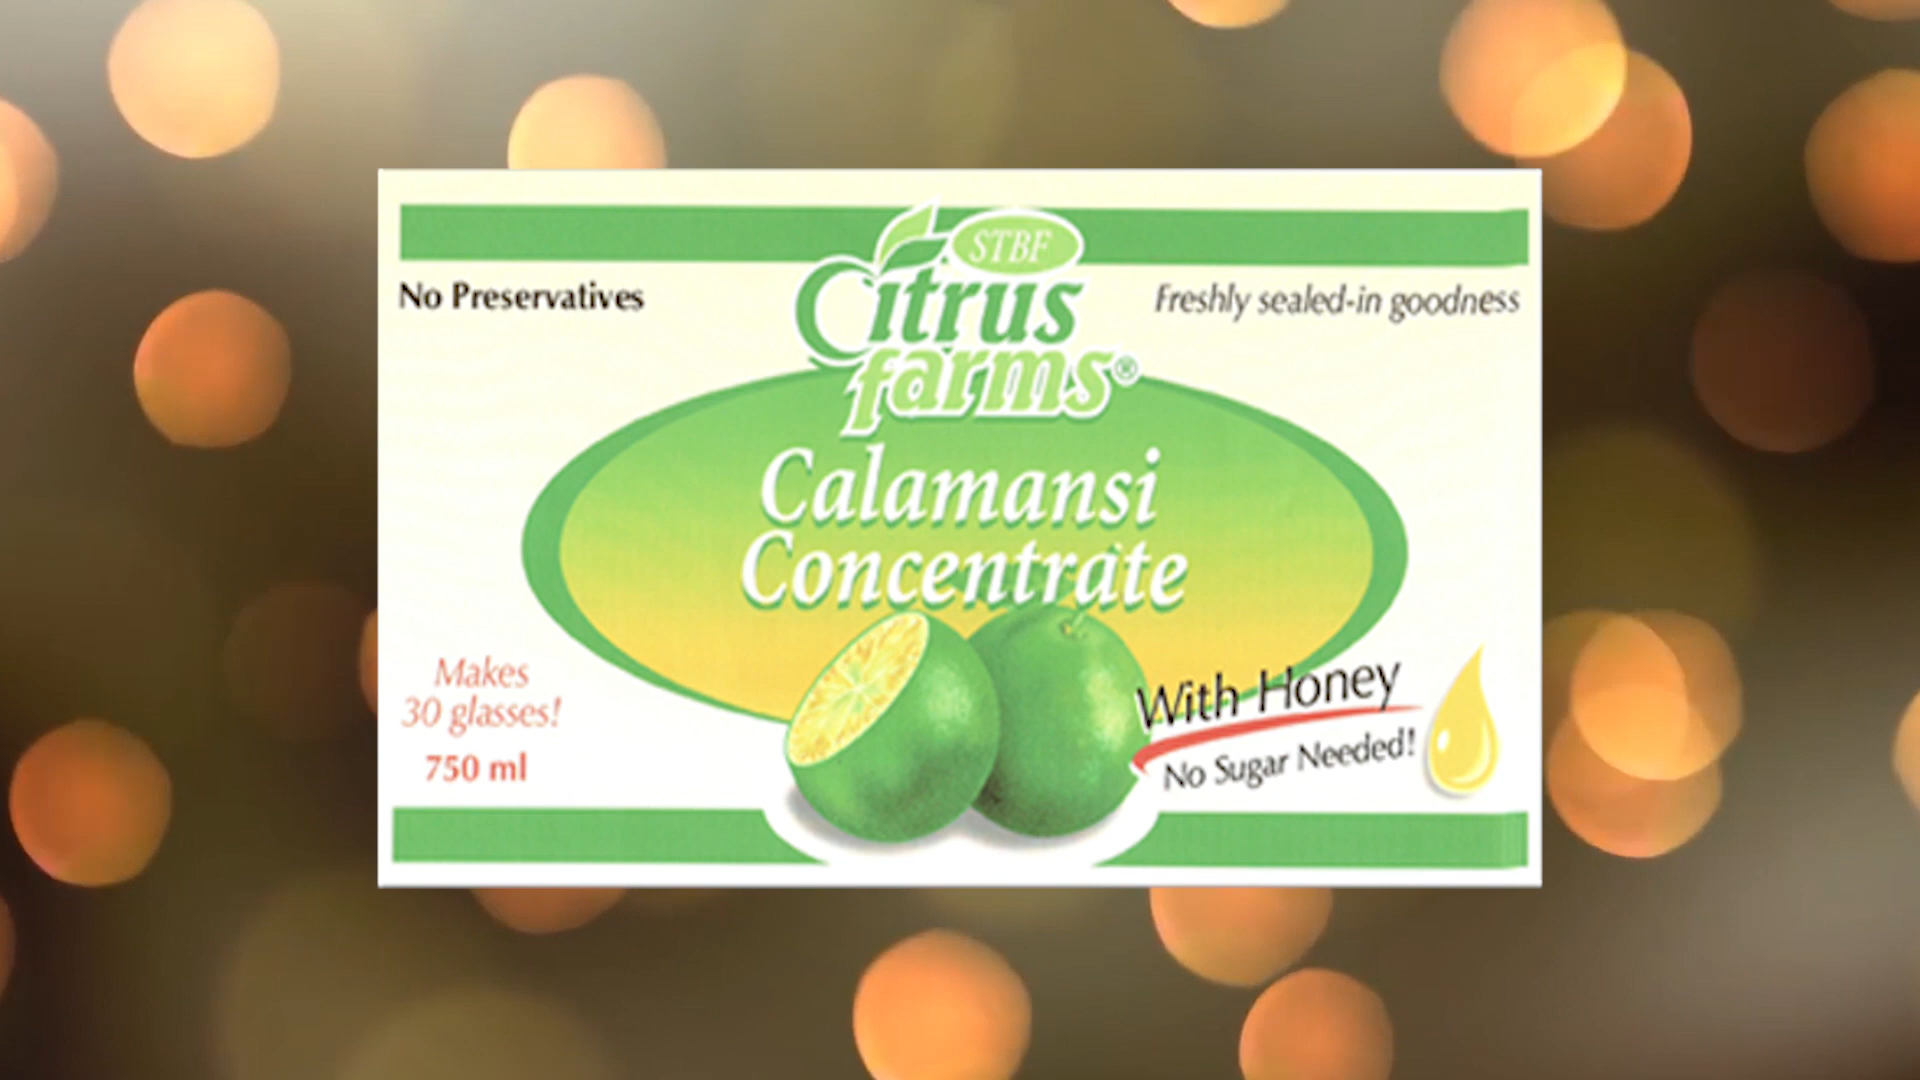 STBF
Citrus
farms®
No Preservatives
Freshly sealed-in goodness
Calamansi
Concentrate
Makes
30 glasses!
750 ml
With Honey
No Sugar Needed!